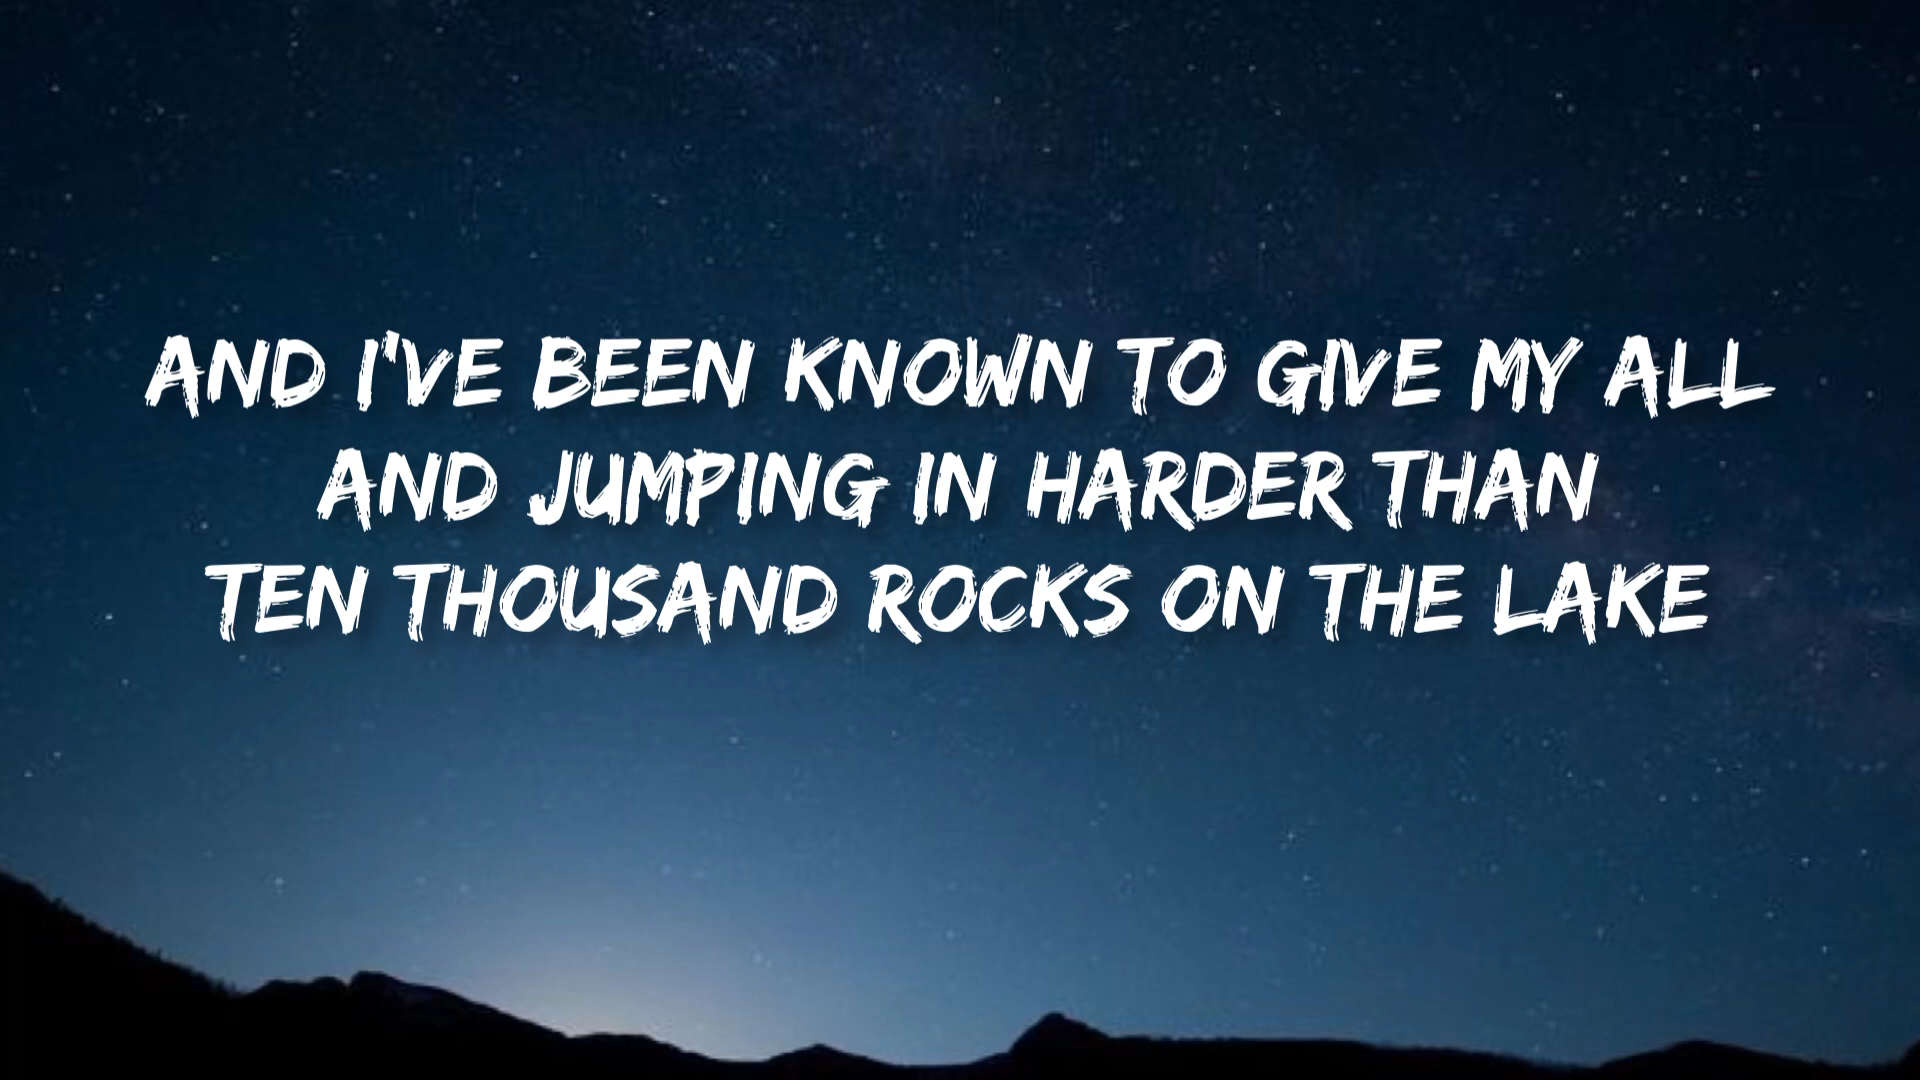 AND I'VE BEEN KNOWN TO GIVE MY ALL
AND JUMPING IN HARDER THAN
TEN THOUSAND ROCKS ON THE LAKE